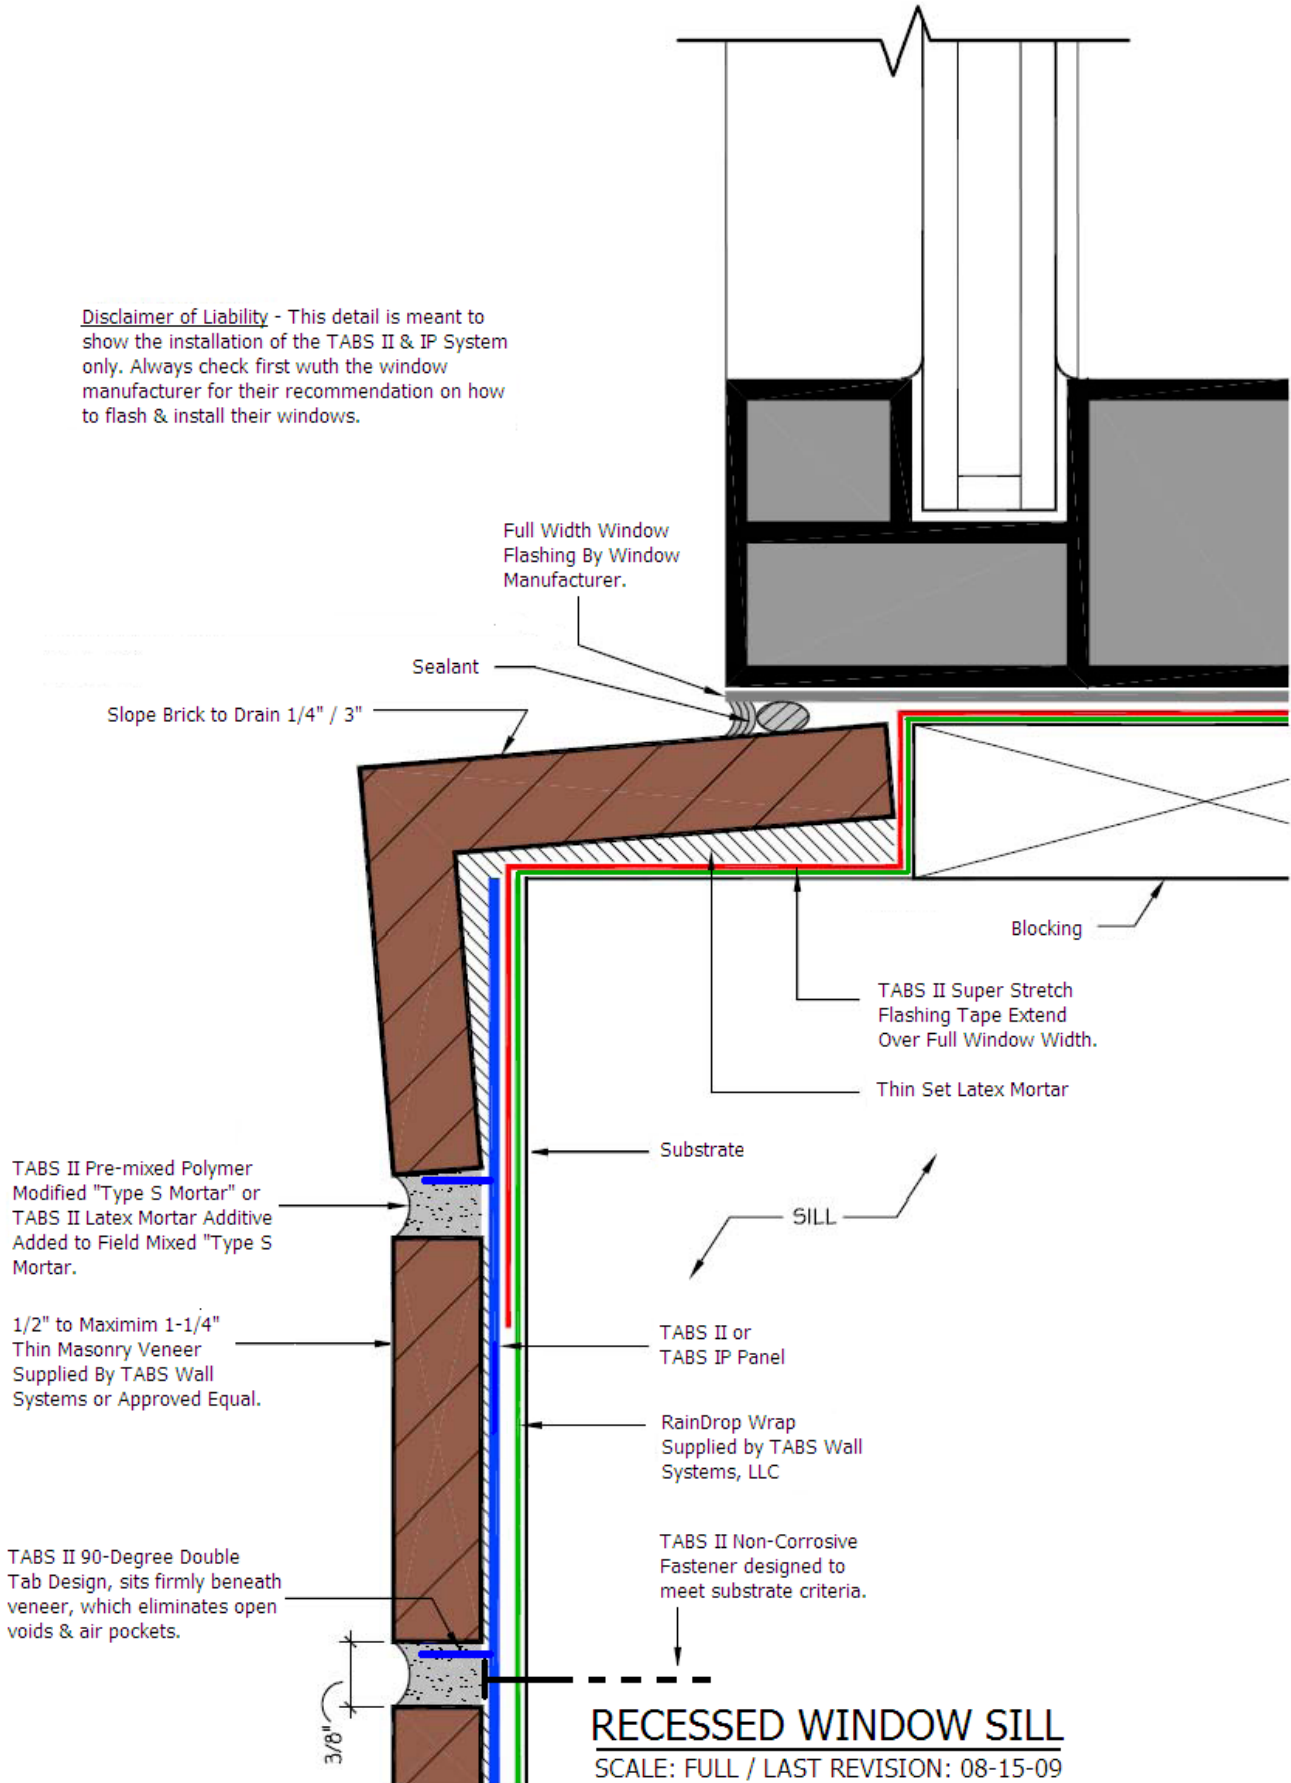 Disclaimer of Liability - This detail is meant to
show the installation of the TABS II & IP System
only. Always check first wuth the window
manufacturer for their recommendation on how
to flash & install their windows.
Full Width Window
Flashing By Window
Manufacturer.
Sealant
Slope Brick to Drain 1/4" / 3"
Blocking
TABS II Super Stretch
Flashing Tape Extend
Over Full Window Width.
Thin Set Latex Mortar
Substrate
SILL
TABS II Pre-mixed Polymer
Modified "Type S Mortar" or
TABS II Latex Mortar Additive
Added to Field Mixed "Type S
Mortar.
1/2" to Maximim 1-1/4"
Thin Masonry Veneer
Supplied By TABS Wall
Systems or Approved Equal.
TABS II or
TABS IP Panel
RainDrop Wrap
Supplied by TABS Wall
Systems, LLC
TABS II 90-Degree Double
Tab Design, sits firmly beneath
veneer, which eliminates open
voids & air pockets.
TABS II Non-Corrosive
Fastener designed to
meet substrate criteria.
3/8"
RECESSED WINDOW SILL
SCALE: FULL / LAST REVISION: 08-15-09